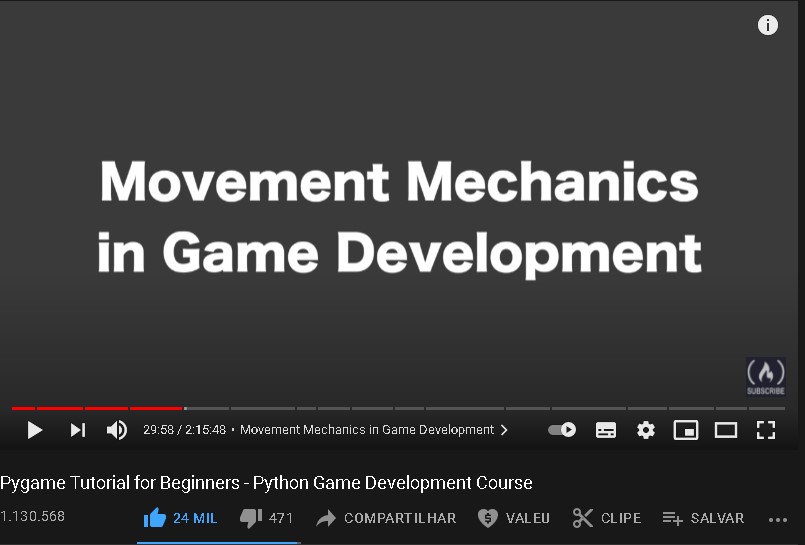 Movement Mechanics
in Game Development
SUBSCRIBE
29:58 / 2:15:48 • Movement Mechanics in Game Development
Pygame Tutorial for Beginners - Python Game Development Course
1.130.568 24 MIL 471 COMPARTILHAR VALEU CLIPE SALVAR